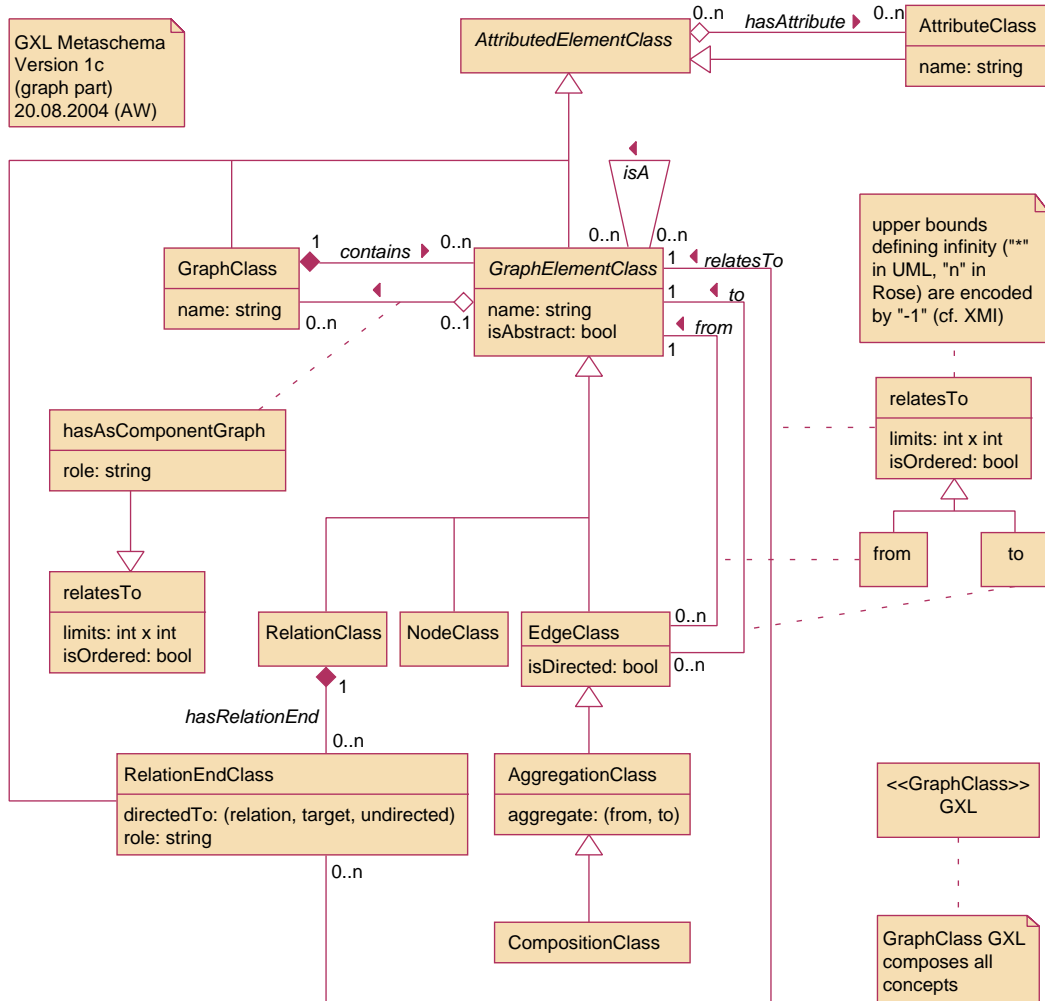 GXL Metaschema
Version 1c
(graph part)
20.08.2004 (AW)
AttributedElementClass
0..n
hasAttribute
0..n
AttributeClass
name: string
isA
0..n
0..n
upper bounds
defining infinity ("*"
in UML, "n" in
Rose) are encoded
by "-1" (cf. XMI)
GraphClass
name: string
1
contains
0..n
0..n
0..1
GraphElementClass
name: string
isAbstract: bool
1
relatesTo
1
to
from
1
hasAsComponentGraph
role: string
relatesTo
limits: int x int
isOrdered: bool
relatesTo
limits: int x int
isOrdered: bool
from
to
RelationClass
NodeClass
EdgeClass
isDirected: bool
0..n
0..n
1
hasRelationEnd
0..n
RelationEndClass
directedTo: (relation, target, undirected)
role: string
0..n
AggregationClass
aggregate: (from, to)
CompositionClass
<<GraphClass>>
GXL
GraphClass GXL
composes all
concepts